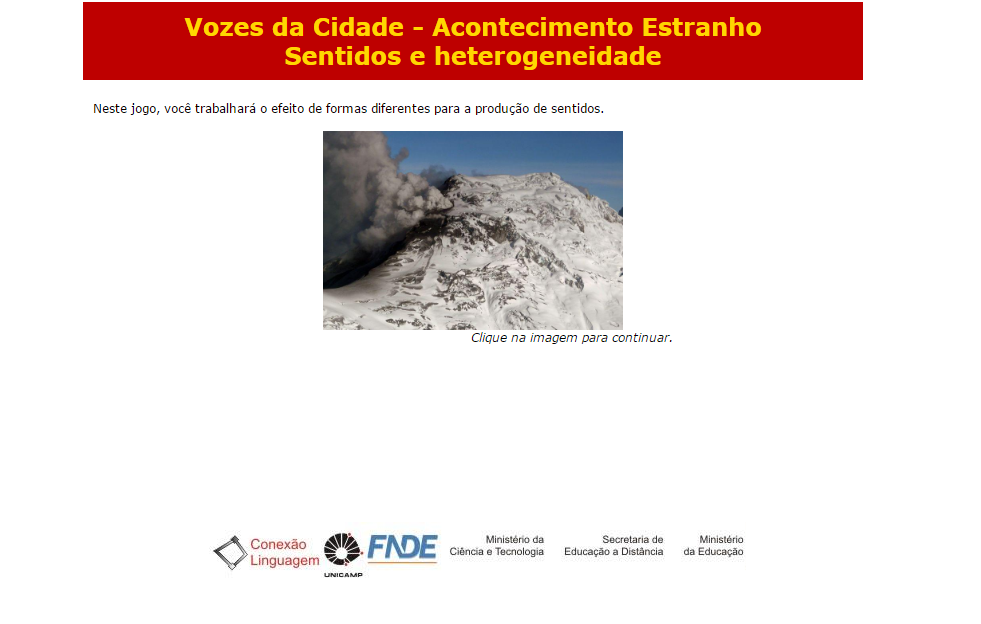 Vozes da Cidade - Acontecimento Estranho
Sentidos e heterogeneidade
Neste jogo, você trabalhará o efeito de formas diferentes para a produção de sentidos.
Clique na imagem para continuar.
Conexão
Linguagem
UNICAMP
FNDE
Ministério da
Ciência e Tecnologia
Secretaria de
Educação a Distância
Ministério
da Educação